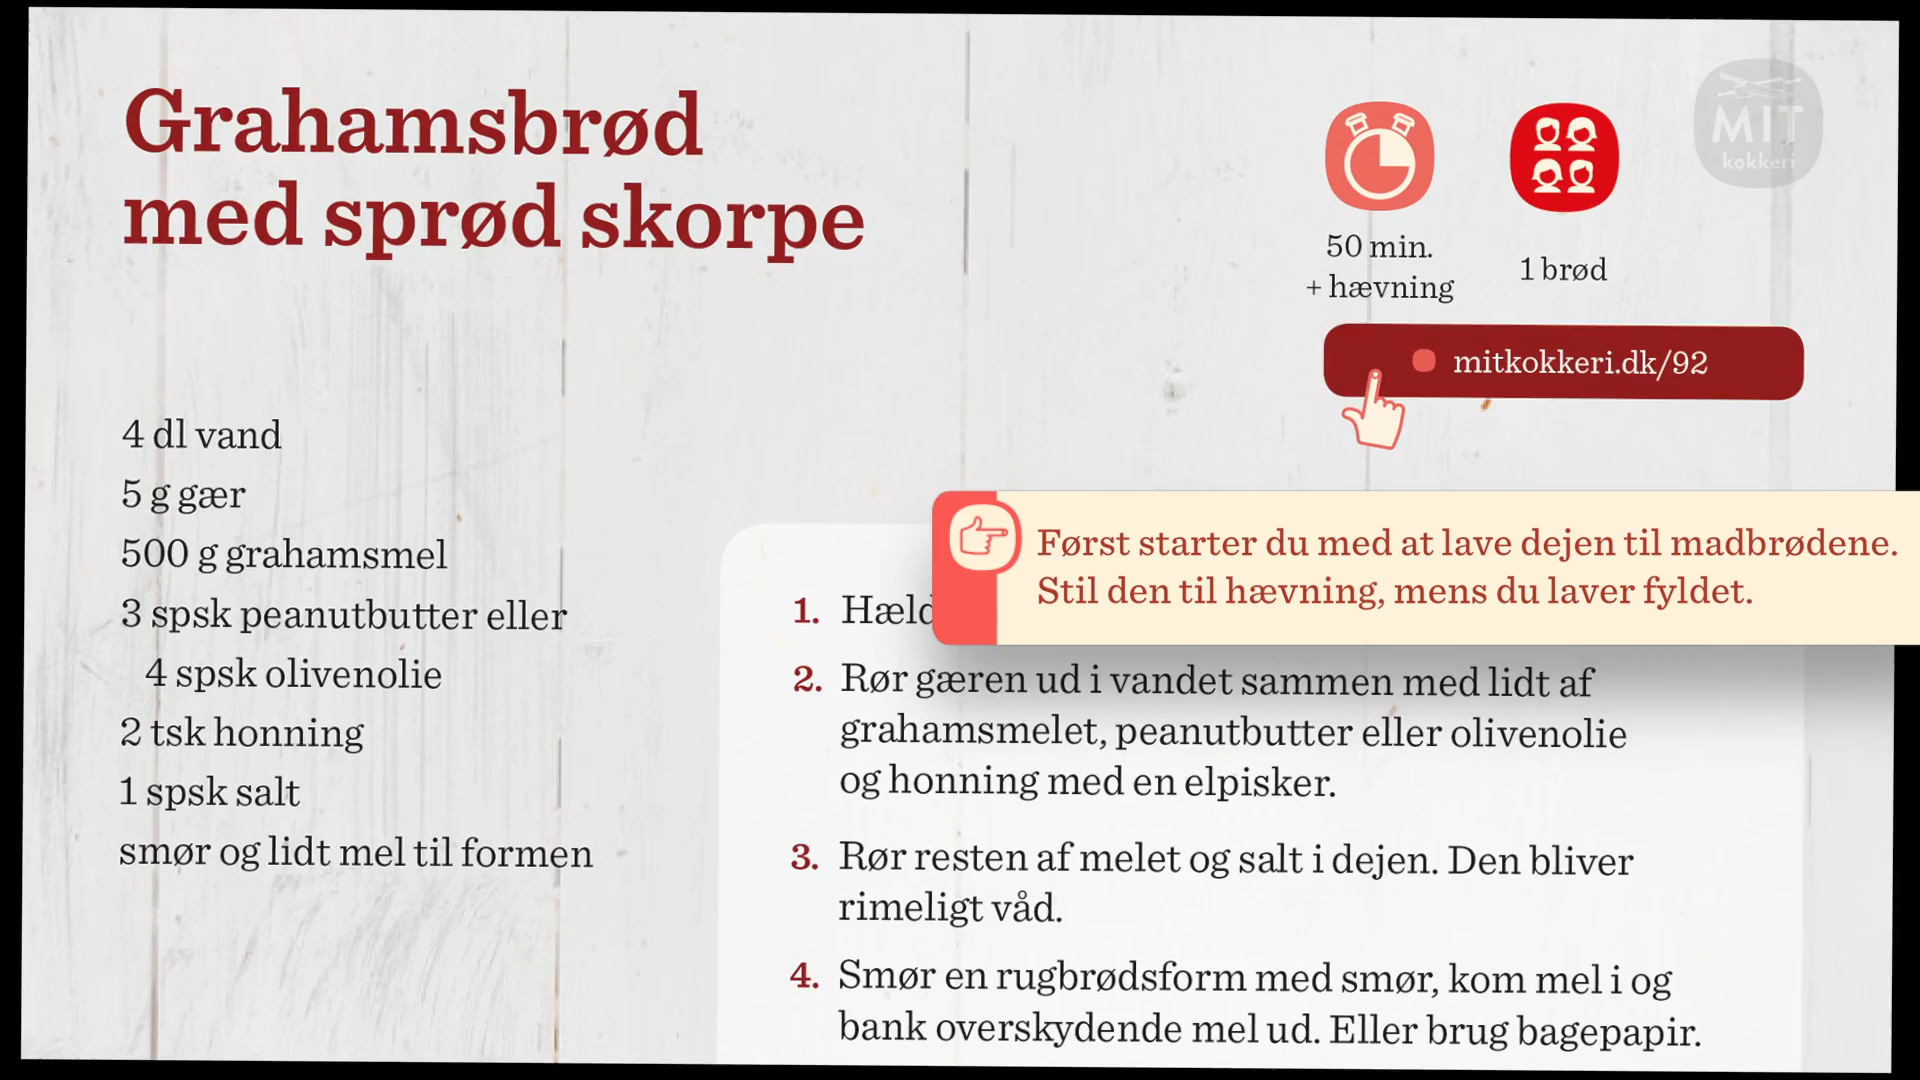 Grahamsbrød
med sprød skorpe
MIT
kokkeri
50 min.
+ hævning
1 brød
mitkokkeri.dk/92
4 dl vand
5 g gær
500 g grahamsmel
3 spsk peanutbutter eller
4 spsk olivenolie
2 tsk honning
1 spsk salt
smør og lidt mel til formen
Først starter du med at lave dejen til madbrødene.
Stil den til hævning, mens du laver fyldet.
1. Hæld
2. Rør gæren ud i vandet sammen med lidt af
grahamsmelet, peanutbutter eller olivenolie
og honning med en elpisker.
3. Rør resten af melet og salt i dejen. Den bliver
rimeligt våd.
4. Smør en rugbrødsform med smør, kom mel i og
bank overskydende mel ud. Eller brug bagepapir.